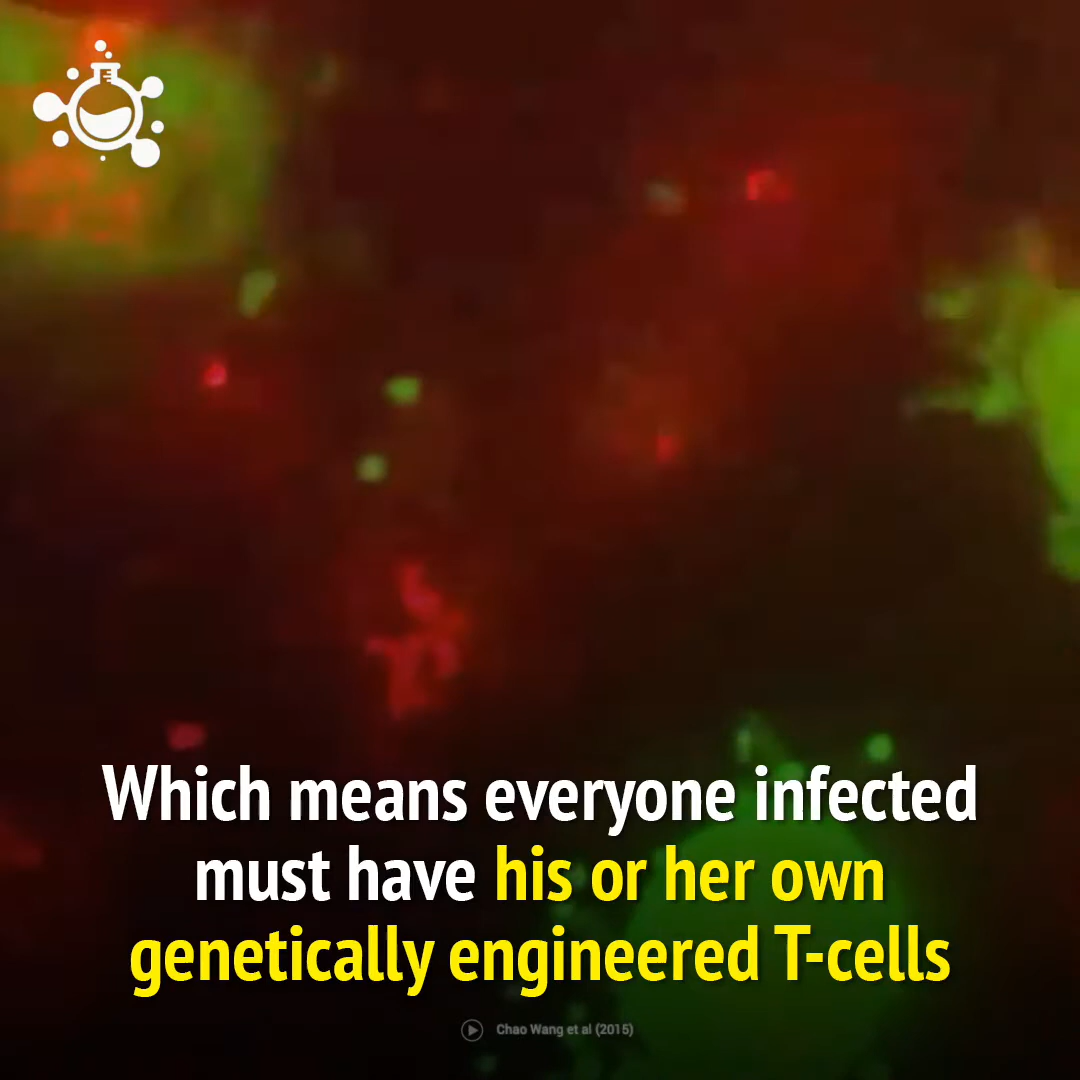 Which means everyone infected
must have his or her own
genetically engineered T-cells
Chao Wang et al (2015)